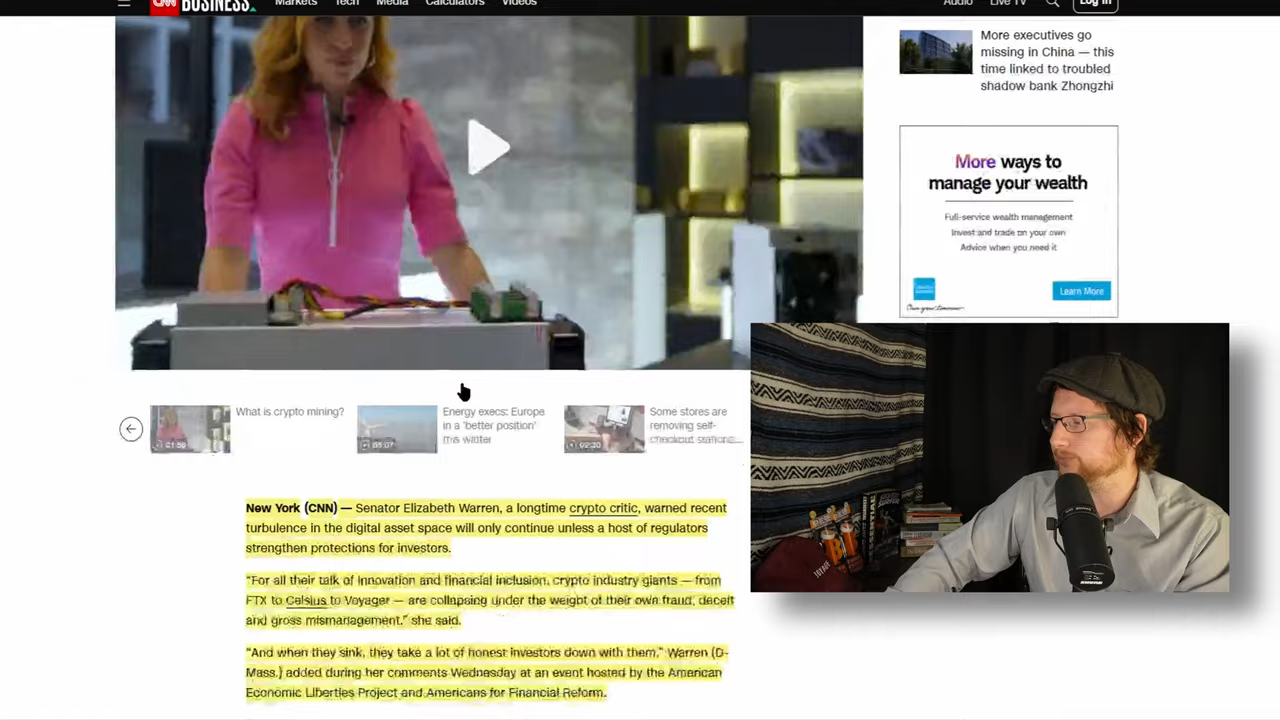 CNN BUSINESS
Markets
Tech
Media
Calculators
Videos
Audio
Live TV
Log In
More executives go
missing in China — this
time linked to troubled
shadow bank Zhongzhi
More ways to
manage your wealth
Full-service wealth management
Invest and trade on your own
Advice when you need it
Learn More
What is crypto mining?
01:59
Energy execs: Europe
in a 'better position'
this winter
Some stores are
removing self-
checkout stations...
02:30
New York (CNN) — Senator Elizabeth Warren, a longtime crypto critic, warned recent
turbulence in the digital asset space will only continue unless a host of regulators
strengthen protections for investors.
“For all their talk of innovation and financial inclusion, crypto industry giants — from
FTX to Celsius to Voyager — are collapsing under the weight of their own fraud, deceit
and gross mismanagement,” she said.
“And when they sink, they take a lot of honest investors down with them,” Warren (D-
Mass.) added during her comments Wednesday at an event hosted by the American
Economic Liberties Project and Americans for Financial Reform.